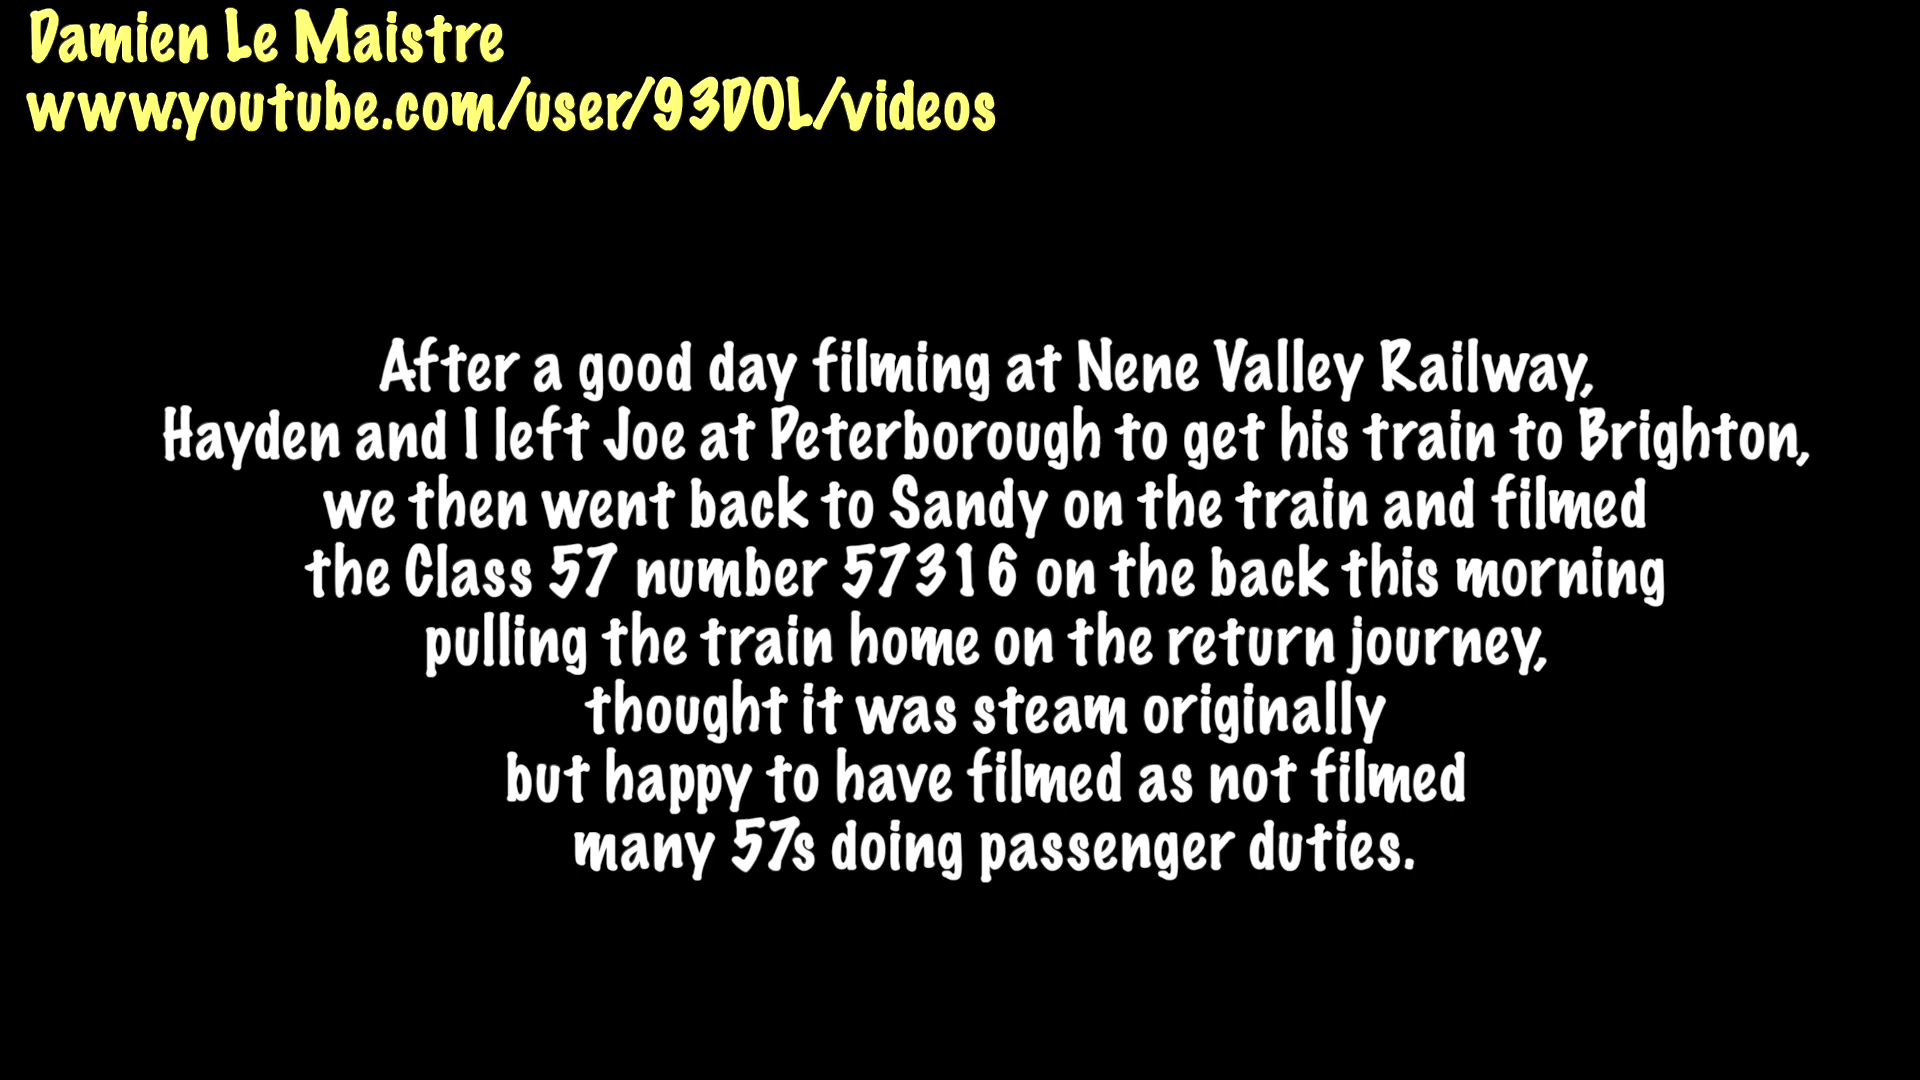 Damien Le Maistre
www.youtube.com/user/93DOL/videos
After a good day filming at Nene Valley Railway,
Hayden and I left Joe at Peterborough to get his train to Brighton,
we then went back to Sandy on the train and filmed
the Class 57 number 57316 on the back this morning
pulling the train home on the return journey,
thought it was steam originally
but happy to have filmed as not filmed
many 57s doing passenger duties.